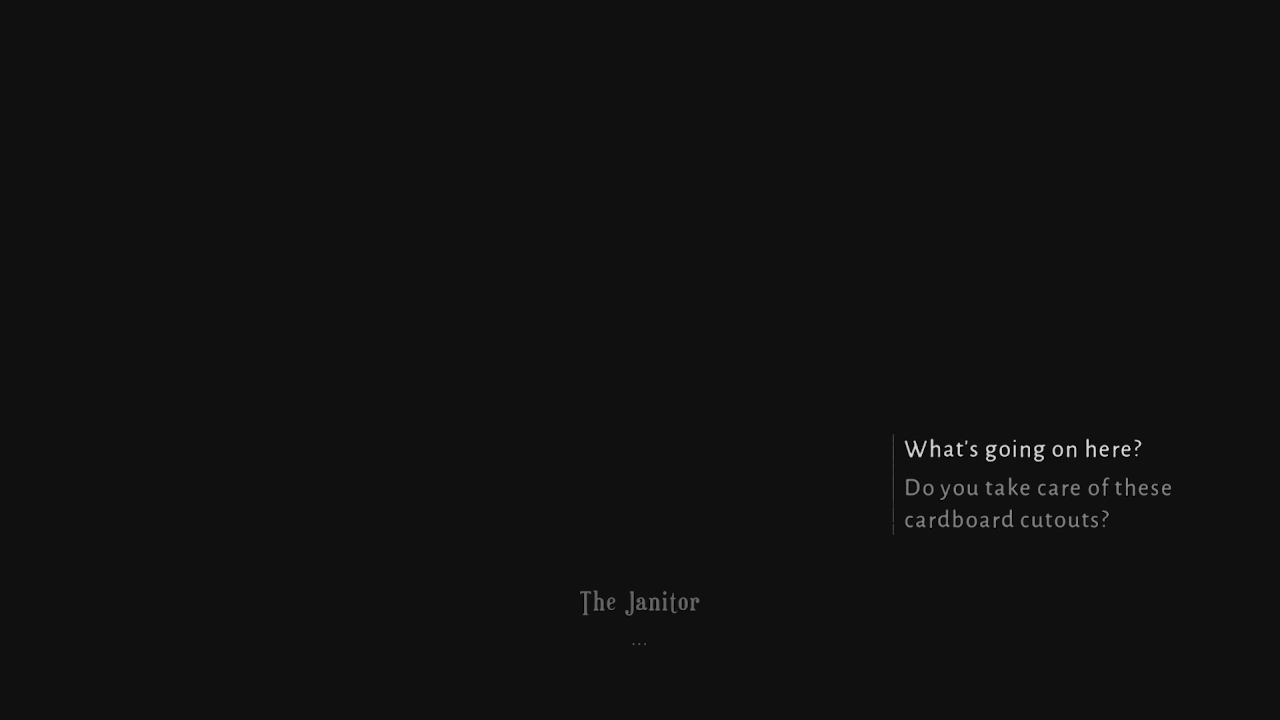 What's going on here?
Do you take care of these
cardboard cutouts?
The Janitor
...